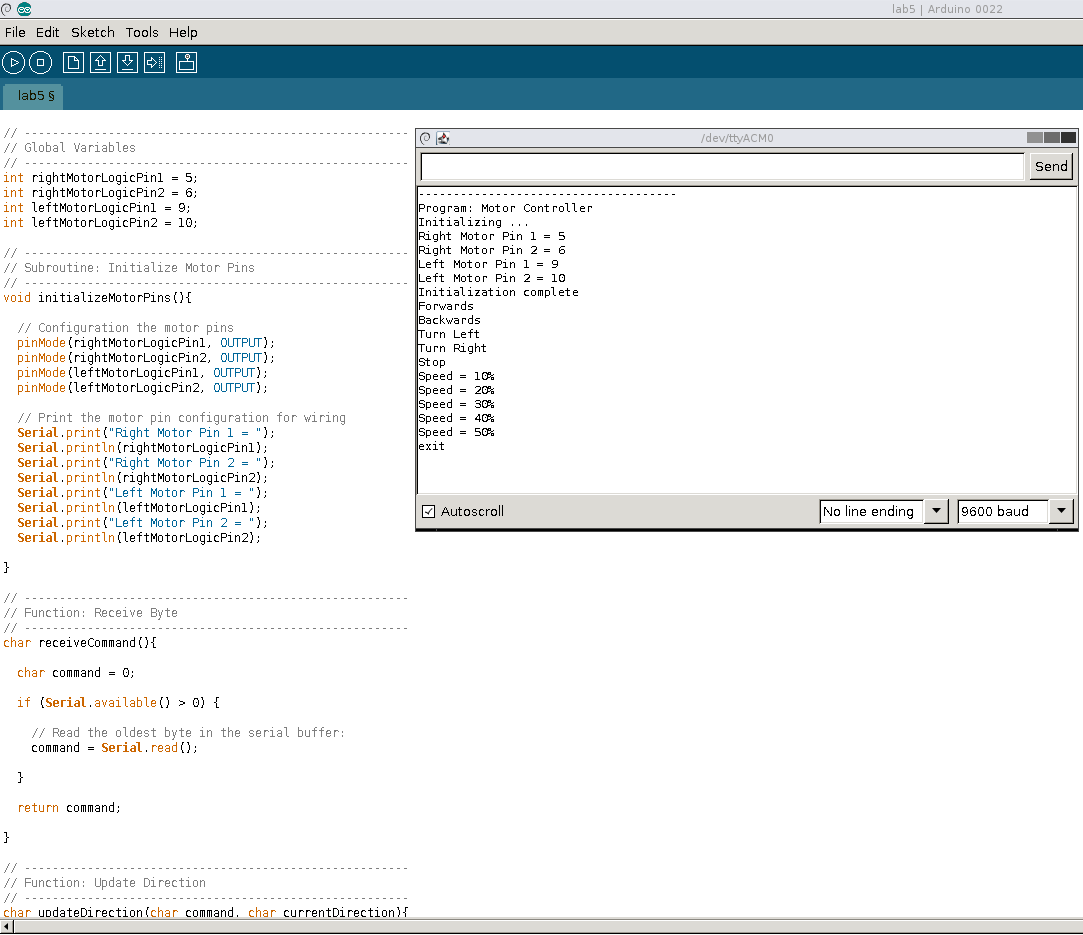 lab5 | Arduino 0022
File Edit Sketch Tools Help
lab5 §
// -------------------------------------------------------
// Global Variables
// -------------------------------------------------------
int rightMotorLogicPin1 = 5;
int rightMotorLogicPin2 = 6;
int leftMotorLogicPin1 = 9;
int leftMotorLogicPin2 = 10;
// -------------------------------------------------------
// Subroutine: Initialize Motor Pins
// -------------------------------------------------------
void initializeMotorPins(){
// Configuration the motor pins
pinMode(rightMotorLogicPin1, OUTPUT);
pinMode(rightMotorLogicPin2, OUTPUT);
pinMode(leftMotorLogicPin1, OUTPUT);
pinMode(leftMotorLogicPin2, OUTPUT);
// Print the motor pin configuration for wiring
Serial.print("Right Motor Pin 1 = ");
Serial.println(rightMotorLogicPin1);
Serial.print("Right Motor Pin 2 = ");
Serial.println(rightMotorLogicPin2);
Serial.print("Left Motor Pin 1 = ");
Serial.println(leftMotorLogicPin1);
Serial.print("Left Motor Pin 2 = ");
Serial.println(leftMotorLogicPin2);
}
// -------------------------------------------------------
// Function: Receive Byte
// -------------------------------------------------------
char receiveCommand(){
char command = 0;
if (Serial.available() > 0) {
// Read the oldest byte in the serial buffer:
command = Serial.read();
}
return command;
}
// -------------------------------------------------------
// Function: Update Direction
// -------------------------------------------------------
char updateDirection(char command, char currentDirection){
/dev/ttyACM0
Send
-------------------------------------
Program: Motor Controller
Initializing ...
Right Motor Pin 1 = 5
Right Motor Pin 2 = 6
Left Motor Pin 1 = 9
Left Motor Pin 2 = 10
Initialization complete
Forwards
Backwards
Turn Left
Turn Right
Stop
Speed = 10%
Speed = 20%
Speed = 30%
Speed = 40%
Speed = 50%
exit
Autoscroll
No line ending
9600 baud